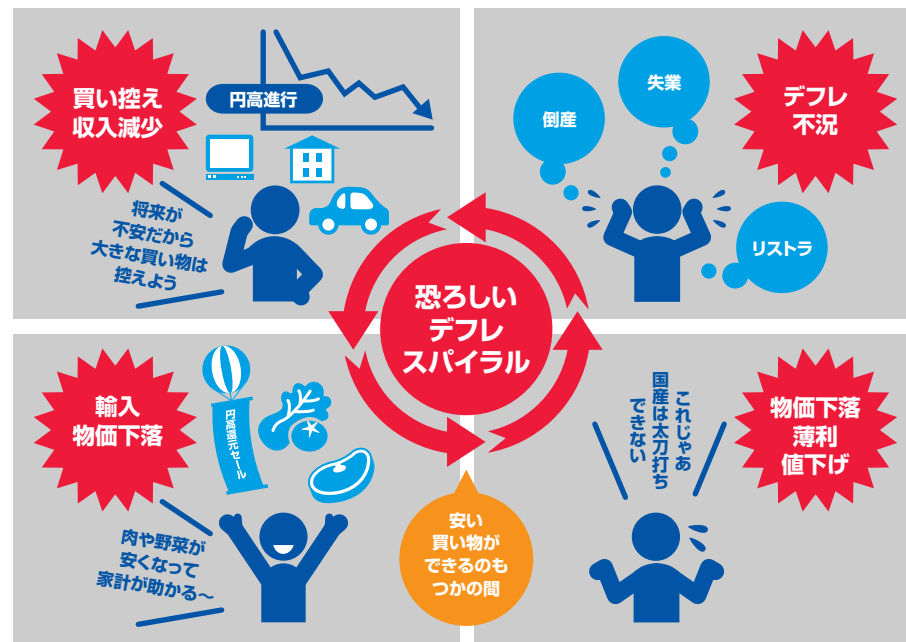 買い控え
収入減少
円高進行
将来が
不安だから
大きな買い物は
控えよう
倒産
失業
デフレ
不況
リストラ
恐ろしい
デフレ
スパイラル
輸入
物価下落
円高還元セール
肉や野菜が
安くなって
家計が助かる〜
安い
買い物が
できるのも
つかの間
これじゃあ
国産は太刀打ち
できない
物価下落
薄利
値下げ